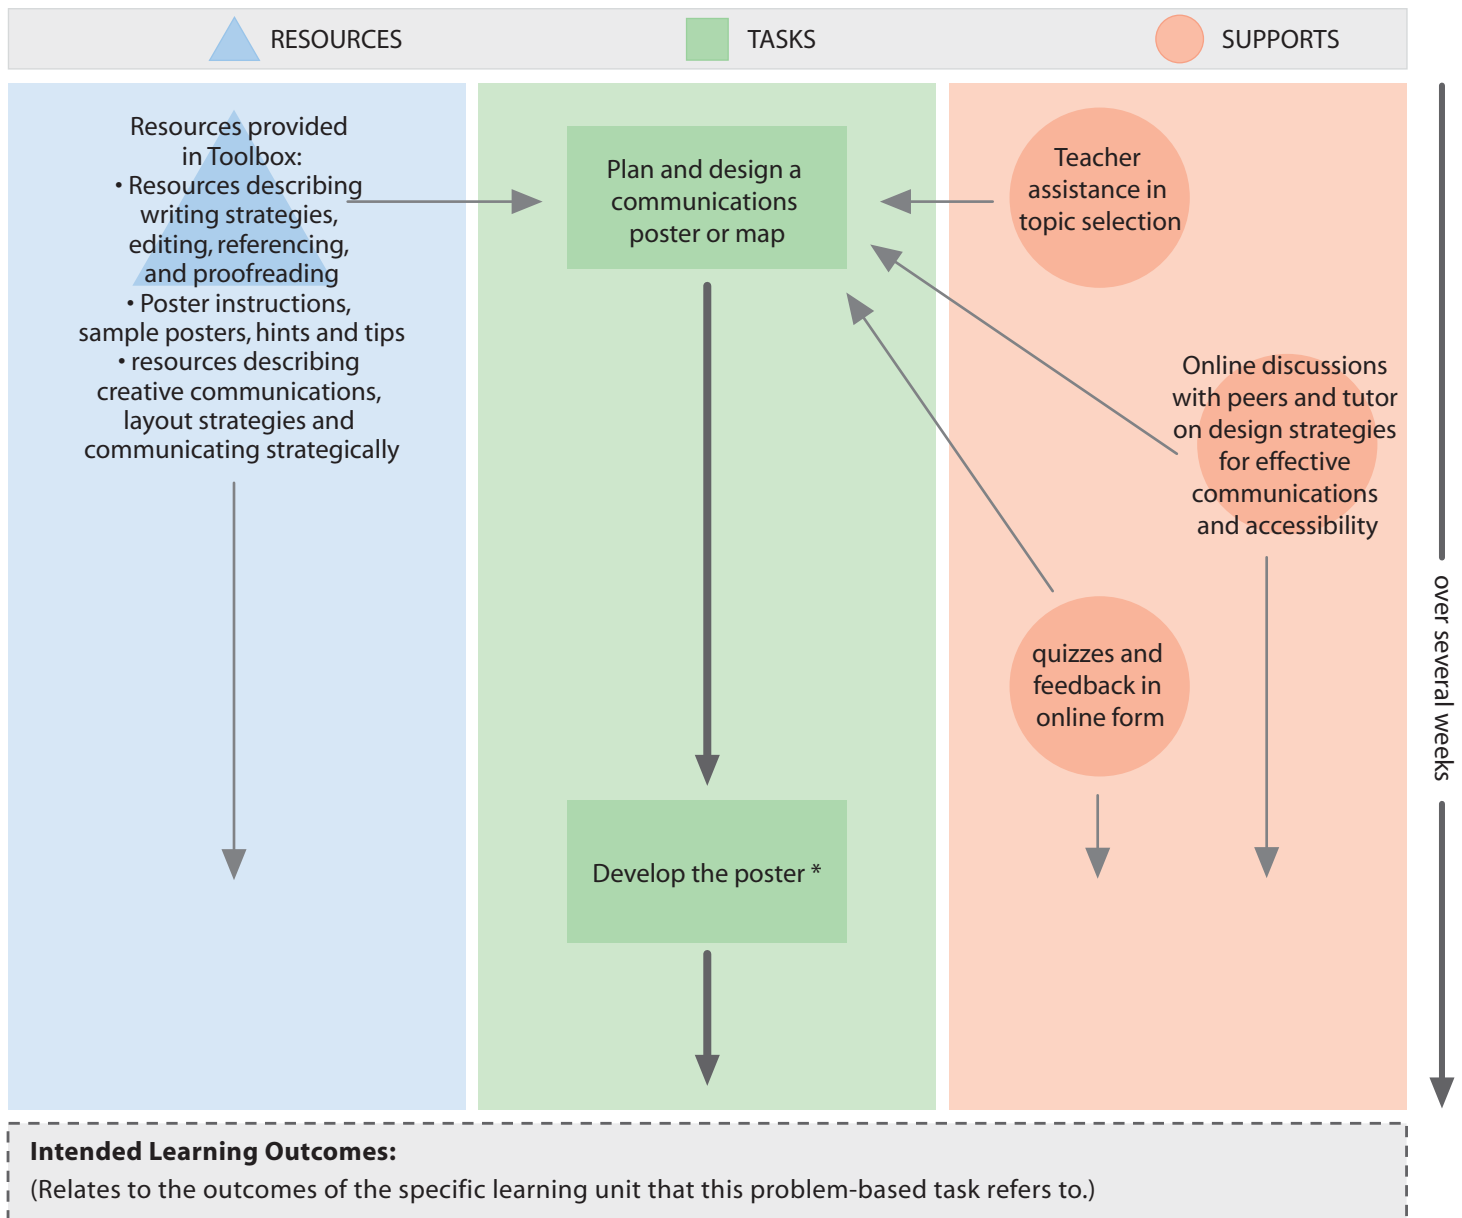 RESOURCES
TASKS
SUPPORTS
Resources provided
in Toolbox:
• Resources describing
writing strategies,
editing, referencing,
and proofreading
• Poster instructions,
sample posters, hints and tips
• resources describing
creative communications,
layout strategies and
communicating strategically
Plan and design a
communications
poster or map
Develop the poster *
Teacher
assistance in
topic selection
Online discussions
with peers and tutor
on design strategies
for effective
communications
and accessibility
quizzes and
feedback in
online form
over several weeks
Intended Learning Outcomes:
(Relates to the outcomes of the specific learning unit that this problem-based task refers to.)